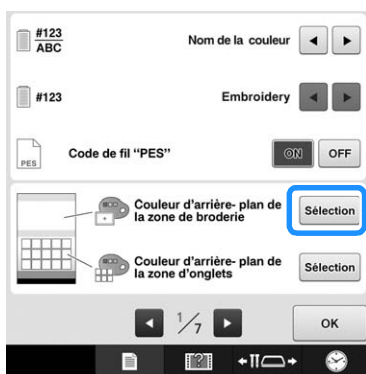 #123
ABC
Nom de la couleur
#123
Embroidery
PES
Code de fil “PES”
ON
OFF
Couleur d’arrière- plan de
la zone de broderie
Sélection
Couleur d’arrière- plan de
la zone d’onglets
Sélection
1/7
OK
?